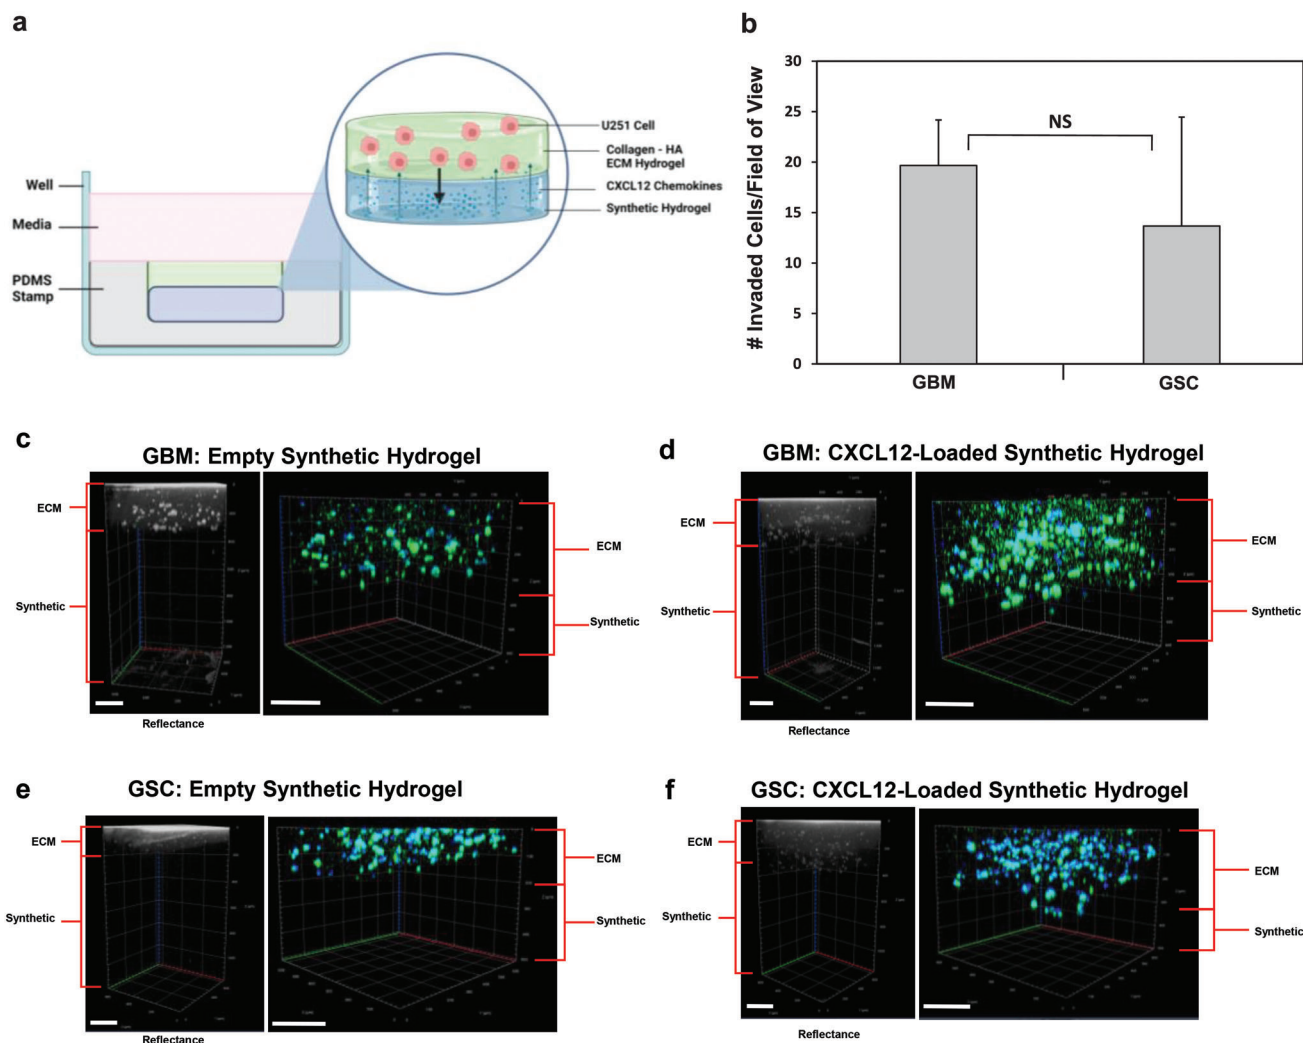 a
Well
Media
PDMS
Stamp
U251 Cell
Collagen - HA
ECM Hydrogel
CXCL12 Chemokines
Synthetic Hydrogel
b
# Invaded Cells/Field of View
30
25
20
15
10
5
0
NS
GBM
GSC
c
GBM: Empty Synthetic Hydrogel
ECM
Synthetic
Reflectance
ECM
Synthetic
d
GBM: CXCL12-Loaded Synthetic Hydrogel
ECM
Synthetic
Reflectance
ECM
Synthetic
e
GSC: Empty Synthetic Hydrogel
ECM
Synthetic
Reflectance
ECM
Synthetic
f
GSC: CXCL12-Loaded Synthetic Hydrogel
ECM
Synthetic
Reflectance
ECM
Synthetic